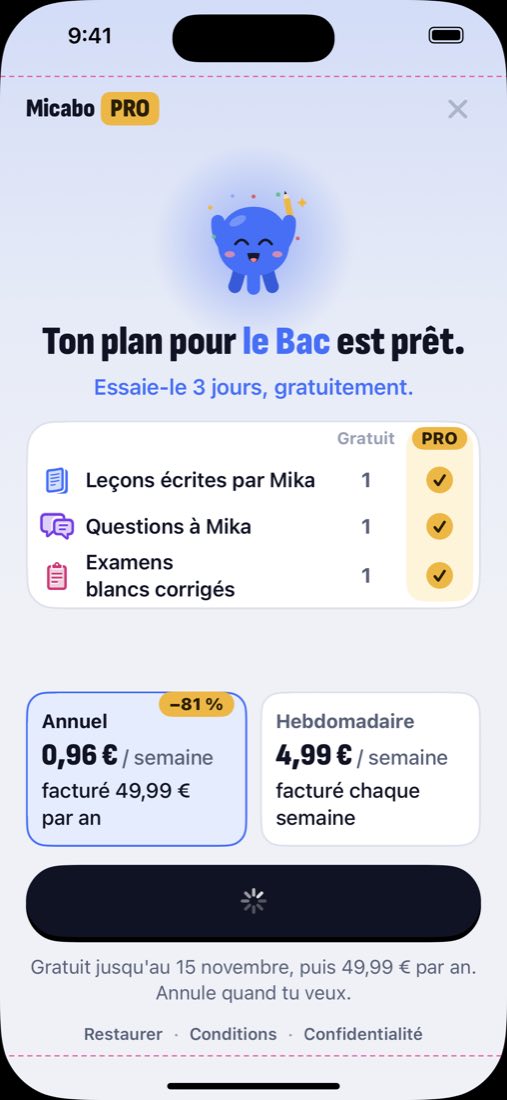 9:41
Micabo PRO
Ton plan pour le Bac est prêt.
Essaie-le 3 jours, gratuitement.
Gratuit PRO
Leçons écrites par Mika 1
Questions à Mika 1
Examens
blancs corrigés 1
−81 %
Annuel
0,96 € / semaine
facturé 49,99 €
par an
Hebdomadaire
4,99 € / semaine
facturé chaque
semaine
Gratuit jusqu'au 15 novembre, puis 49,99 € par an.
Annule quand tu veux.
Restaurer · Conditions · Confidentialité